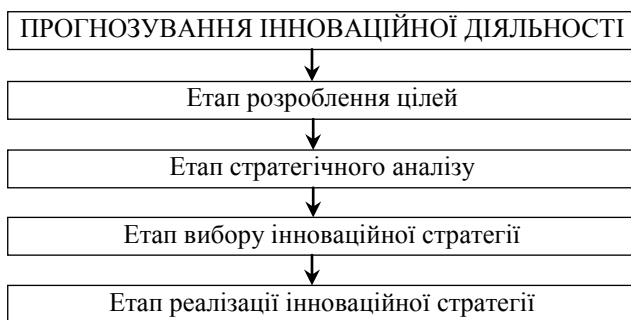 ПРОГНОЗУВАННЯ ІННОВАЦІЙНОЇ ДІЯЛЬНОСТІ
Етап розроблення цілей
Етап стратегічного аналізу
Етап вибору інноваційної стратегії
Етап реалізації інноваційної стратегії